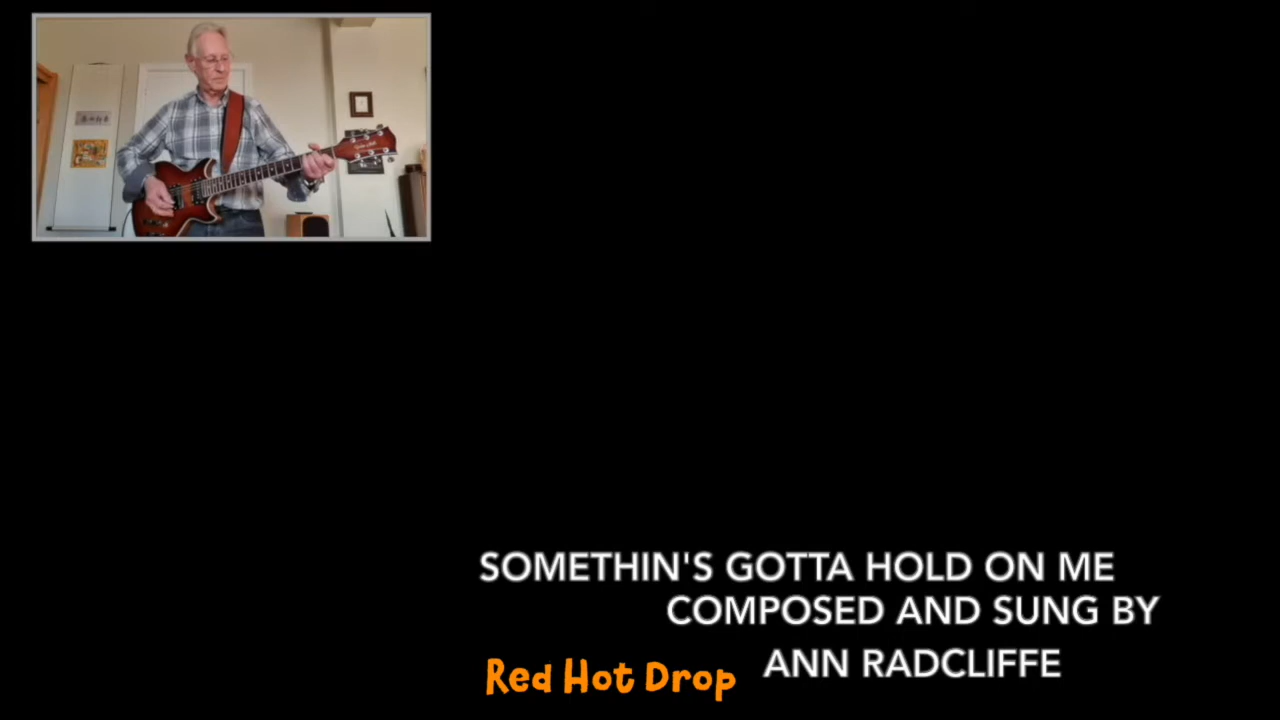 SOMETHIN'S GOTTA HOLD ON ME
COMPOSED AND SUNG BY
ANN RADCLIFFE
Red Hot Drop